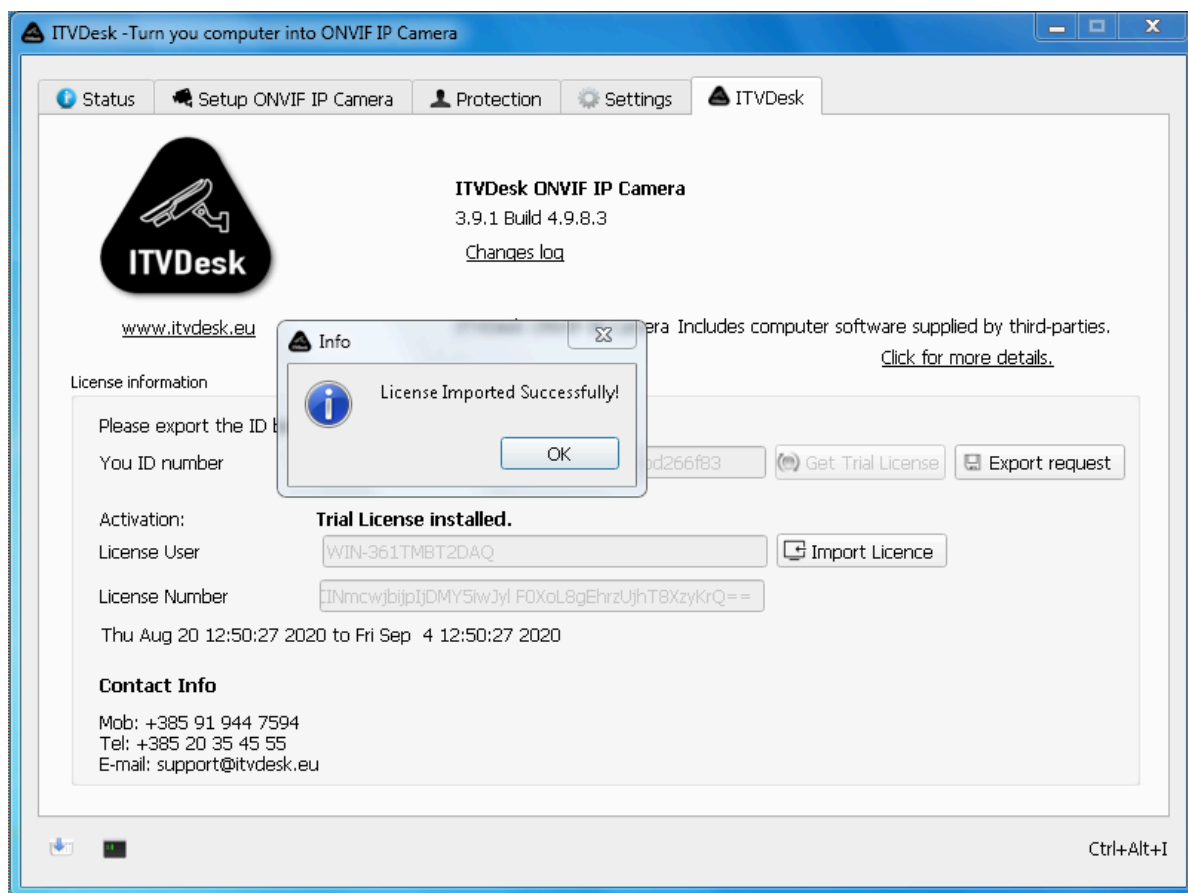 ITVDesk -Turn you computer into ONVIF IP Camera
Status Setup ONVIF IP Camera Protection Settings ITVDesk
ITVDesk ONVIF IP Camera
3.9.1 Build 4.9.8.3
Changes log
ITVDesk
www.itvdesk.eu
Includes computer software supplied by third-parties.
Click for more details.
Info
License Imported Successfully!
OK
License information
Please export the ID
You ID number Get Trial License Export request
Activation: Trial License installed.
License User WIN-361TMBT2DAQ Import Licence
License Number
Thu Aug 20 12:50:27 2020 to Fri Sep 4 12:50:27 2020
Contact Info
Mob: +385 91 944 7594
Tel: +385 20 35 45 55
E-mail: support@itvdesk.eu
Ctrl+Alt+I